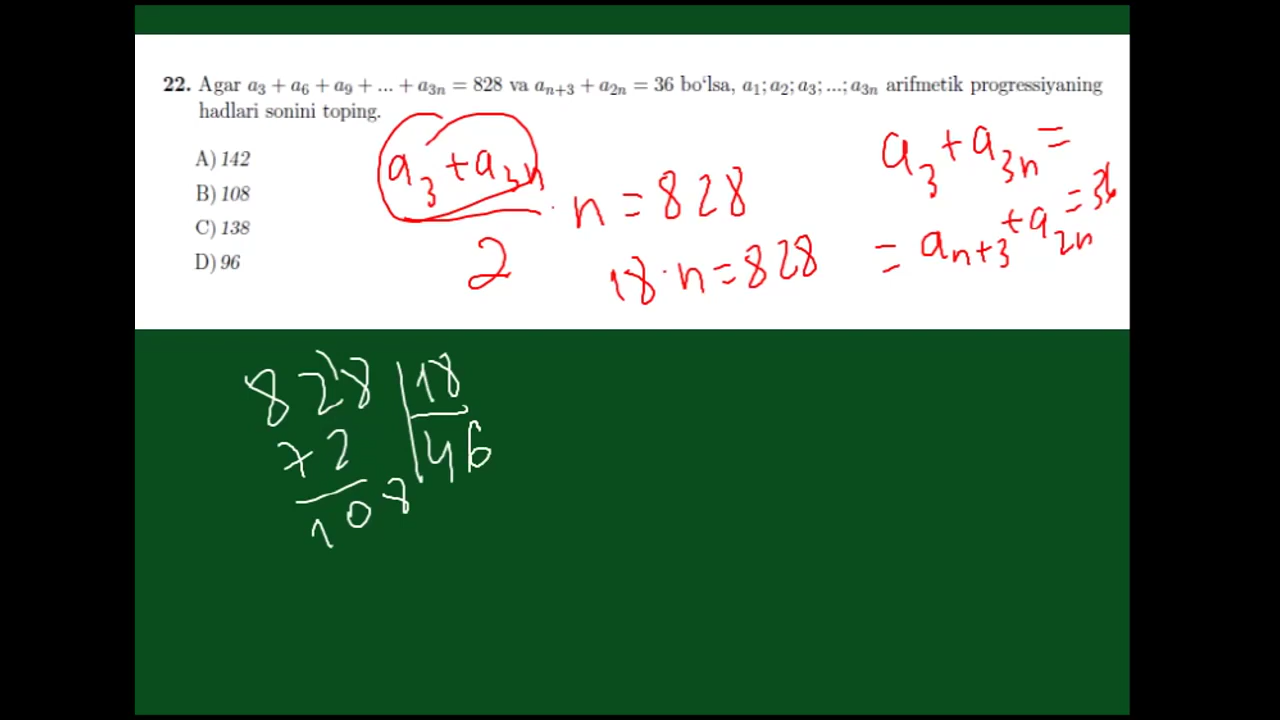 22. Agar a₃ + a₆ + a₉ + ... + a₃ₙ = 828 va aₙ₊₃ + a₂ₙ = 36 bo‘lsa, a₁; a₂; a₃; ...; a₃ₙ arifmetik progressiyaning
hadlari sonini toping.
A) 142
B) 108
C) 138
D) 96
(a₃ + a₃ₙ)/2 · n = 828
18 · n = 828
a₃ + a₃ₙ =
= aₙ₊₃ + a₂ₙ = 36
828 | 18
72 | 46
108